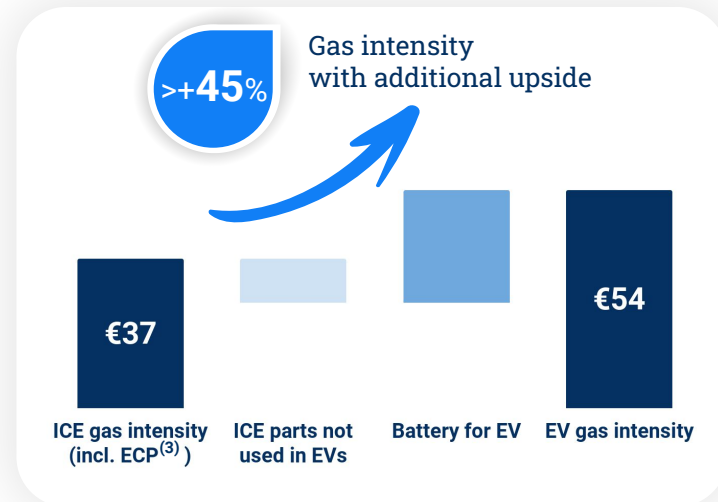 Gas intensity
with additional upside
>+45%
€37
€54
ICE gas intensity
(incl. ECP(3) )
ICE parts not
used in EVs
Battery for EV
EV gas intensity